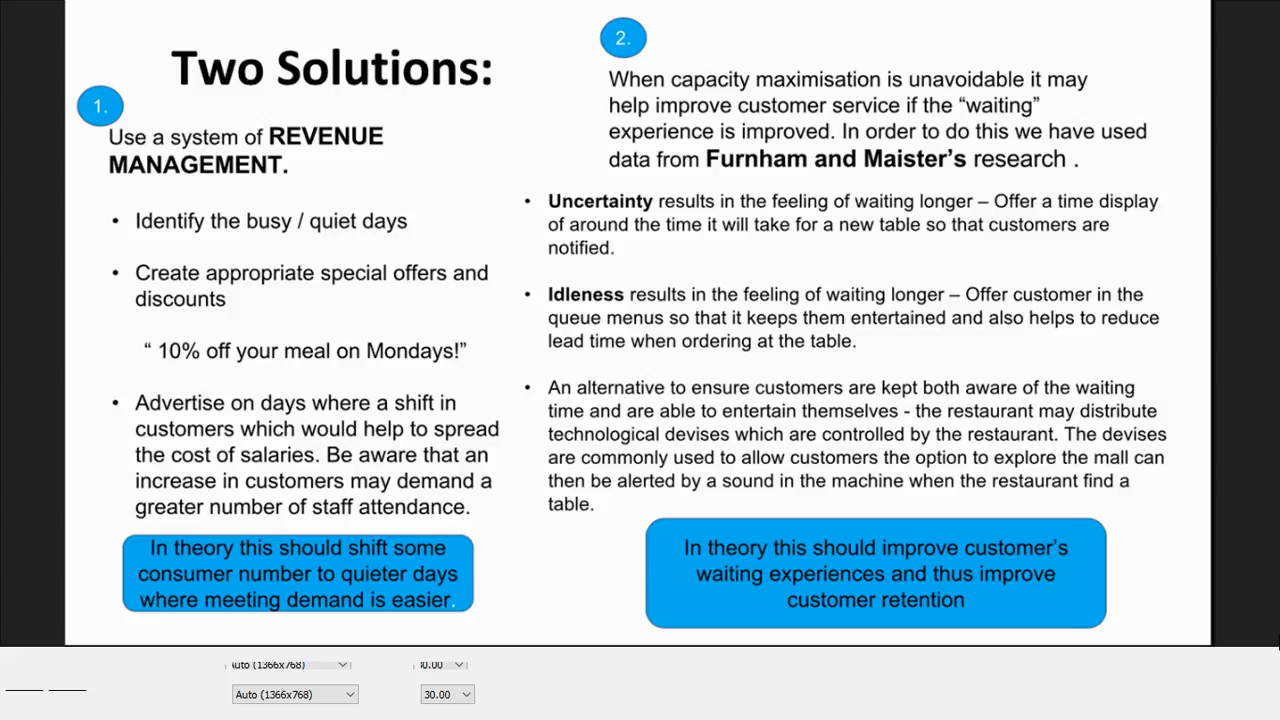 Two Solutions:
1.
Use a system of REVENUE
MANAGEMENT.
• Identify the busy / quiet days
• Create appropriate special offers and
discounts
“ 10% off your meal on Mondays!”
• Advertise on days where a shift in
customers which would help to spread
the cost of salaries. Be aware that an
increase in customers may demand a
greater number of staff attendance.
In theory this should shift some
consumer number to quieter days
where meeting demand is easier.
2.
When capacity maximisation is unavoidable it may
help improve customer service if the “waiting”
experience is improved. In order to do this we have used
data from Furnham and Maister’s research .
• Uncertainty results in the feeling of waiting longer – Offer a time display
of around the time it will take for a new table so that customers are
notified.
• Idleness results in the feeling of waiting longer – Offer customer in the
queue menus so that it keeps them entertained and also helps to reduce
lead time when ordering at the table.
• An alternative to ensure customers are kept both aware of the waiting
time and are able to entertain themselves - the restaurant may distribute
technological devises which are controlled by the restaurant. The devises
are commonly used to allow customers the option to explore the mall can
then be alerted by a sound in the machine when the restaurant find a
table.
In theory this should improve customer’s
waiting experiences and thus improve
customer retention
Auto (1366x768) 30.00